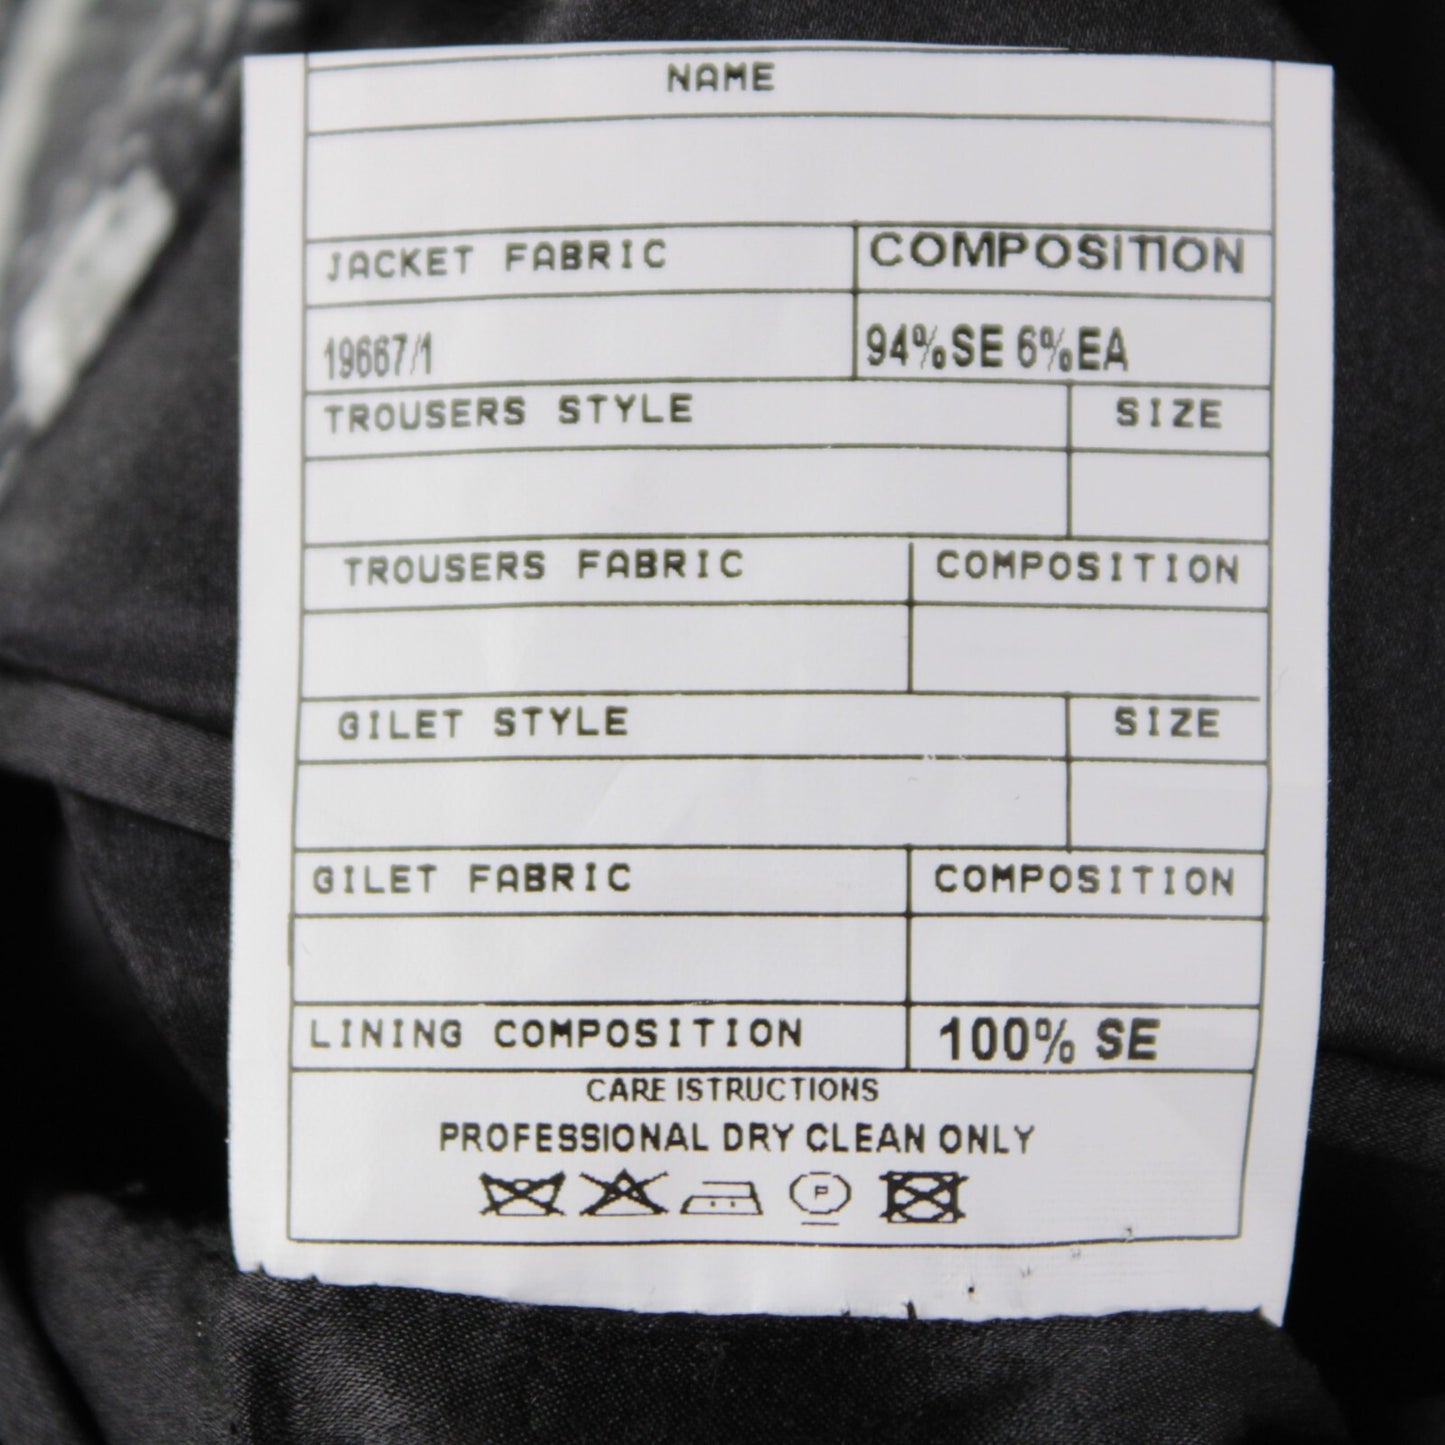 NAME
JACKET FABRIC COMPOSITION
19667/1 94% SE 6% EA
TROUSERS STYLE SIZE
TROUSERS FABRIC COMPOSITION
GILET STYLE SIZE
GILET FABRIC COMPOSITION
LINING COMPOSITION 100% SE
CARE ISTRUCTIONS
PROFESSIONAL DRY CLEAN ONLY
P